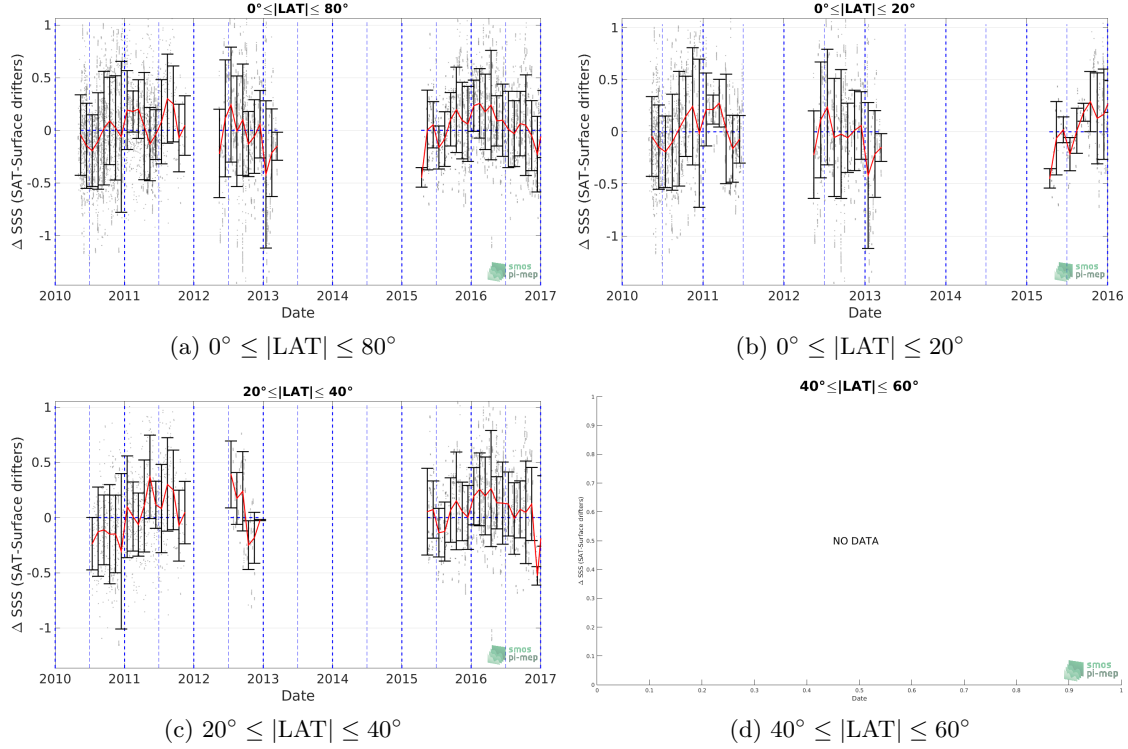 0°≤|LAT|≤ 80°
Δ SSS (SAT-Surface drifters)
1
0.5
0
-0.5
-1
2010 2011 2012 2013 2014 2015 2016 2017
Date
smos
pi-mep
(a) 0° ≤ |LAT| ≤ 80°
0°≤|LAT|≤ 20°
Δ SSS (SAT-Surface drifters)
1
0.5
0
-0.5
-1
2010 2011 2012 2013 2014 2015 2016
Date
smos
pi-mep
(b) 0° ≤ |LAT| ≤ 20°
20°≤|LAT|≤ 40°
Δ SSS (SAT-Surface drifters)
1
0.5
0
-0.5
-1
2010 2011 2012 2013 2014 2015 2016 2017
Date
smos
pi-mep
(c) 20° ≤ |LAT| ≤ 40°
40°≤|LAT|≤ 60°
Δ SSS (SAT-Surface drifters)
1
0.9
0.8
0.7
0.6
0.5
0.4
0.3
0.2
0.1
0
NO DATA
0 0.1 0.2 0.3 0.4 0.5 0.6 0.7 0.8 0.9 1
Date
smos
pi-mep
(d) 40° ≤ |LAT| ≤ 60°